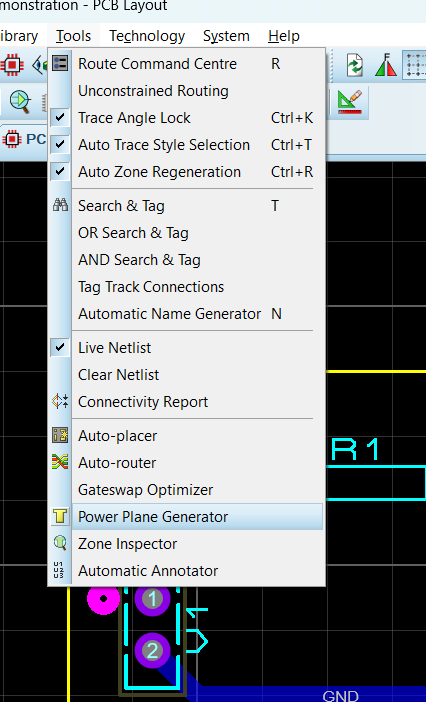 monstration - PCB Layout
ibrary Tools Technology System Help
Route Command Centre R
Unconstrained Routing
Trace Angle Lock Ctrl+K
Auto Trace Style Selection Ctrl+T
Auto Zone Regeneration Ctrl+R
PC
Search & Tag T
OR Search & Tag
AND Search & Tag
Tag Track Connections
Automatic Name Generator N
Live Netlist
Clear Netlist
Connectivity Report
Auto-placer
Auto-router
R1
Gateswap Optimizer
Power Plane Generator
Zone Inspector
Automatic Annotator
1
2
GND